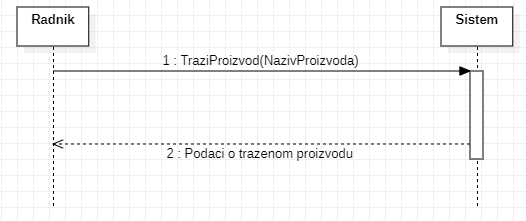 Radnik
Sistem
1 : TraziProizvod(NazivProizvoda)
2 : Podaci o trazenom proizvodu